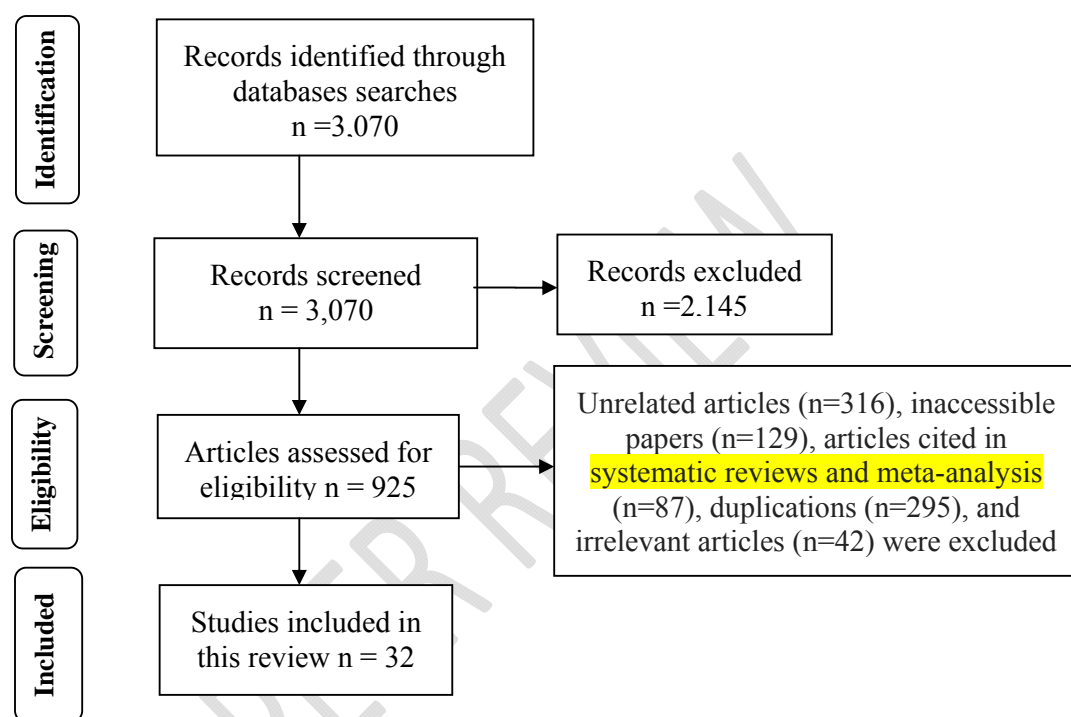 Identification
Records identified through
databases searches
n =3,070
Screening
Records screened
n = 3,070
Records excluded
n =2,145
Eligibility
Articles assessed for
eligibility n = 925
Unrelated articles (n=316), inaccessible
papers (n=129), articles cited in
systematic reviews and meta-analysis
(n=87), duplications (n=295), and
irrelevant articles (n=42) were excluded
Included
Studies included in
this review n = 32
ER REVIEW